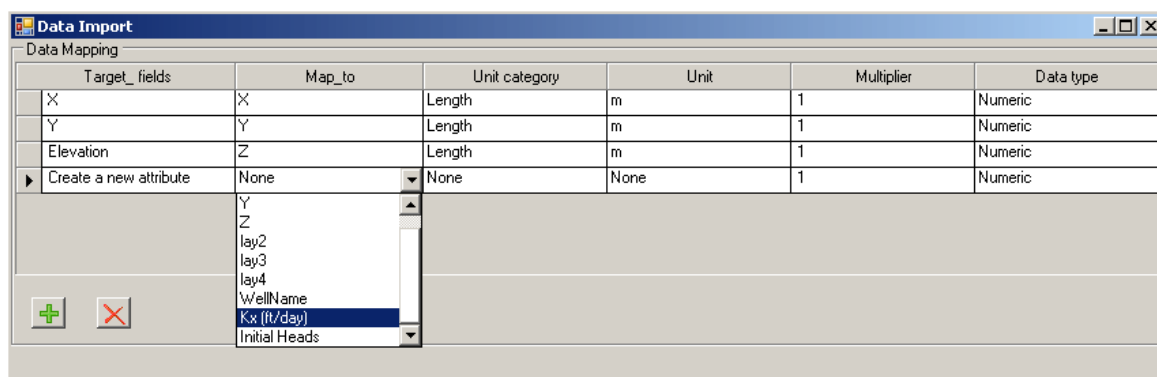 Data Import
Data Mapping
Target_ fields Map_to Unit category Unit Multiplier Data type
X X Length m 1 Numeric
Y Y Length m 1 Numeric
Elevation Z Length m 1 Numeric
Create a new attribute None None None 1 Numeric
Y
Z
lay2
lay3
lay4
WellName
Kx (ft/day)
Initial Heads